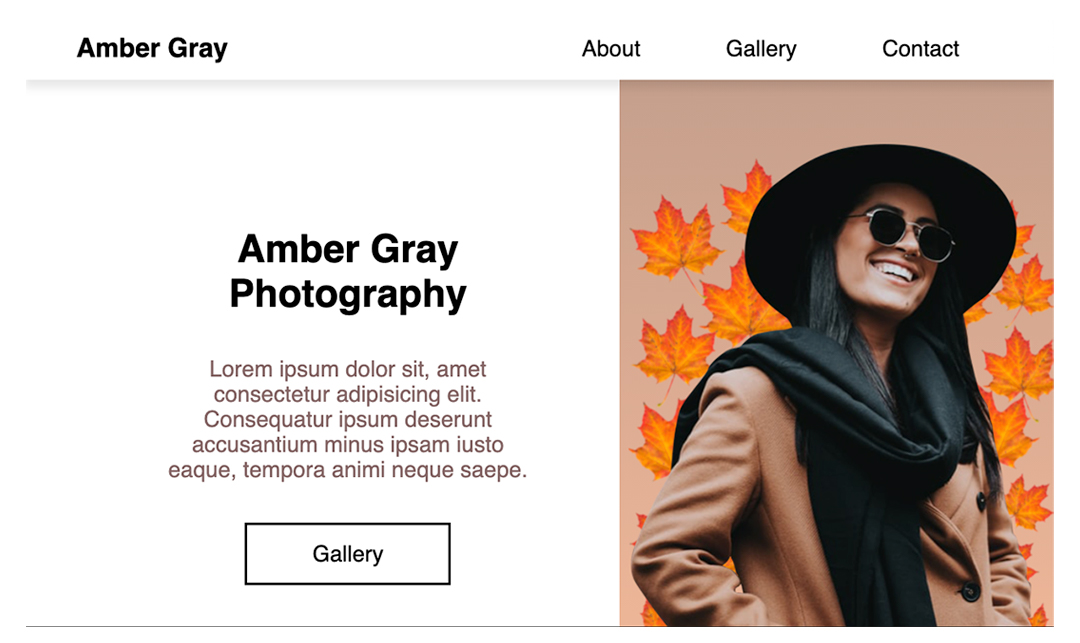 Amber Gray
About
Gallery
Contact
Amber Gray
Photography
Lorem ipsum dolor sit, amet
consectetur adipisicing elit.
Consequatur ipsum deserunt
accusantium minus ipsam iusto
eaque, tempora animi neque saepe.
Gallery